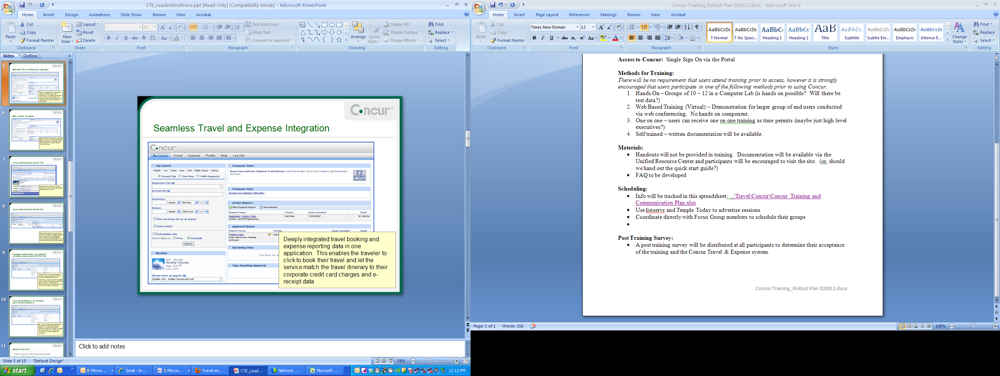 CTE_LeaderIntroPreso.ppt [Read-Only] [Compatibility Mode] - Microsoft PowerPoint
Home Insert Design Animations Slide Show Review View Acrobat
Paste
Cut
Copy
Format Painter
Clipboard
New Slide
Layout
Reset
Delete
Slides
32
Font
Text Direction
Align Text
Convert to SmartArt
Paragraph
Arrange
Quick Styles
Shape Fill
Shape Outline
Shape Effects
Drawing
Find
Replace
Select
Editing
Slides Outline
5
Seamless Travel and Expense Integration
6
Easy, Intuitive Navigation
7
Concur Smart Expense Saves Time
8
Concur Smart Expense Saves Time
9
Managers receive timely, accurate and
complete expense reports the first time
10
Improves the efficiency for travelers,
approvers & processors
11
Sample Rollout Plan
Concur™
Seamless Travel and Expense Integration
Concur
My Concur Travel Expense Profile Help Log Out
Trip Search
Flight Car Hotel Limo Rail Flight Status Dining
Round Trip One Way Multi-Segment
Departure City
Arrival City
Departure
depart Morning ± 3
Return
depart Afternoon ± 3
Pick-up/Drop-off car at airport
Find a Hotel
Refundable only
Search flights by: Price Schedule
Search
Weather
SEA - Monday
Mostly Cloudy
High: 61°F
Low: 51°F
Please enter an airport.
Seattle, WA - Seattle Tacoma Intl Arpt
Company Notes
Book travel with the Cliqbook Travel Wizard, check travel rules set by your company, get travel maps,
and more.
Company News
Access our company T&E policy
Active Reports
New Expense Report View Reports
Report Name Status Date Created Total
September Vendor Visits Not Filed 10/10/2007 $1,266.94
LenDev and BTEngineering
Approval Queue
Report Name Status Date Created Total
Training Class
Learn about new training
software
Upcoming Trips
You have no up
Trips Awaiting Approval
Deeply integrated travel booking and
expense reporting data in one
application. This enables the traveler to
click to book their travel and let the
service match the travel itinerary to their
corporate credit card charges and e-
receipt data
Click to add notes
Slide 5 of 15 "Default Design" 75%
start 8 Micros... Gmail - In... 3 Micros... Travel an... CTE_Lead... Network ... Microsoft ... 12:12 PM
Concur Training_Rollout Plan 020612.docx - Microsoft Word
Home Insert Page Layout References Mailings Review View Acrobat
Paste
Cut
Copy
Format Painter
Clipboard
Times New Roman 12
Font
Paragraph
AaBbCcDc AaBbCcDc AaBbC AaBbCc AaB AaBbCc. AaBbCcDc AaBbCcDc AaBbCcDc
¶ Normal ¶ No Spaci... Heading 1 Heading 2 Title Subtitle Subtle Em... Emphasis Intense E...
Change Styles
Styles
Find
Replace
Select
Editing
Access to Concur: Single Sign On via the Portal
Methods for Training:
There will be no requirement that users attend training prior to access, however it is strongly
encouraged that users participate in one of the following methods prior to using Concur.
1. Hands On – Groups of 10 – 12 in a Computer Lab (is hands on possible? Will there be
test data?)
2. Web Based Training (Virtual) – Demonstration for larger group of end users conducted
via web conferencing. No hands on component.
3. One on one – users can receive one on one training as time permits (maybe just high level
executives?)
4. Self trained – written documentation will be available.
Materials:
• Handouts will not be provided in training. Documentation will be available via the
Unified Resource Center and participants will be encouraged to visit the site. (or, should
we hand out the quick start guide?)
• FAQ to be developed
Scheduling:
• Info will be tracked in this spreadsheet: ..\Travel\Concur\Concur Training and
Communication Plan.xlsx
• Use listservs and Temple Today to advertise sessions
• Coordinate directly with Focus Group members to schedule their groups
•
Post Training Survey:
• A post training survey will be distributed at all participants to determine their acceptance
of the training and the Concur Travel & Expense system.
Concur Training_Rollout Plan 020612.docx
Page: 1 of 1 Words: 316 100%